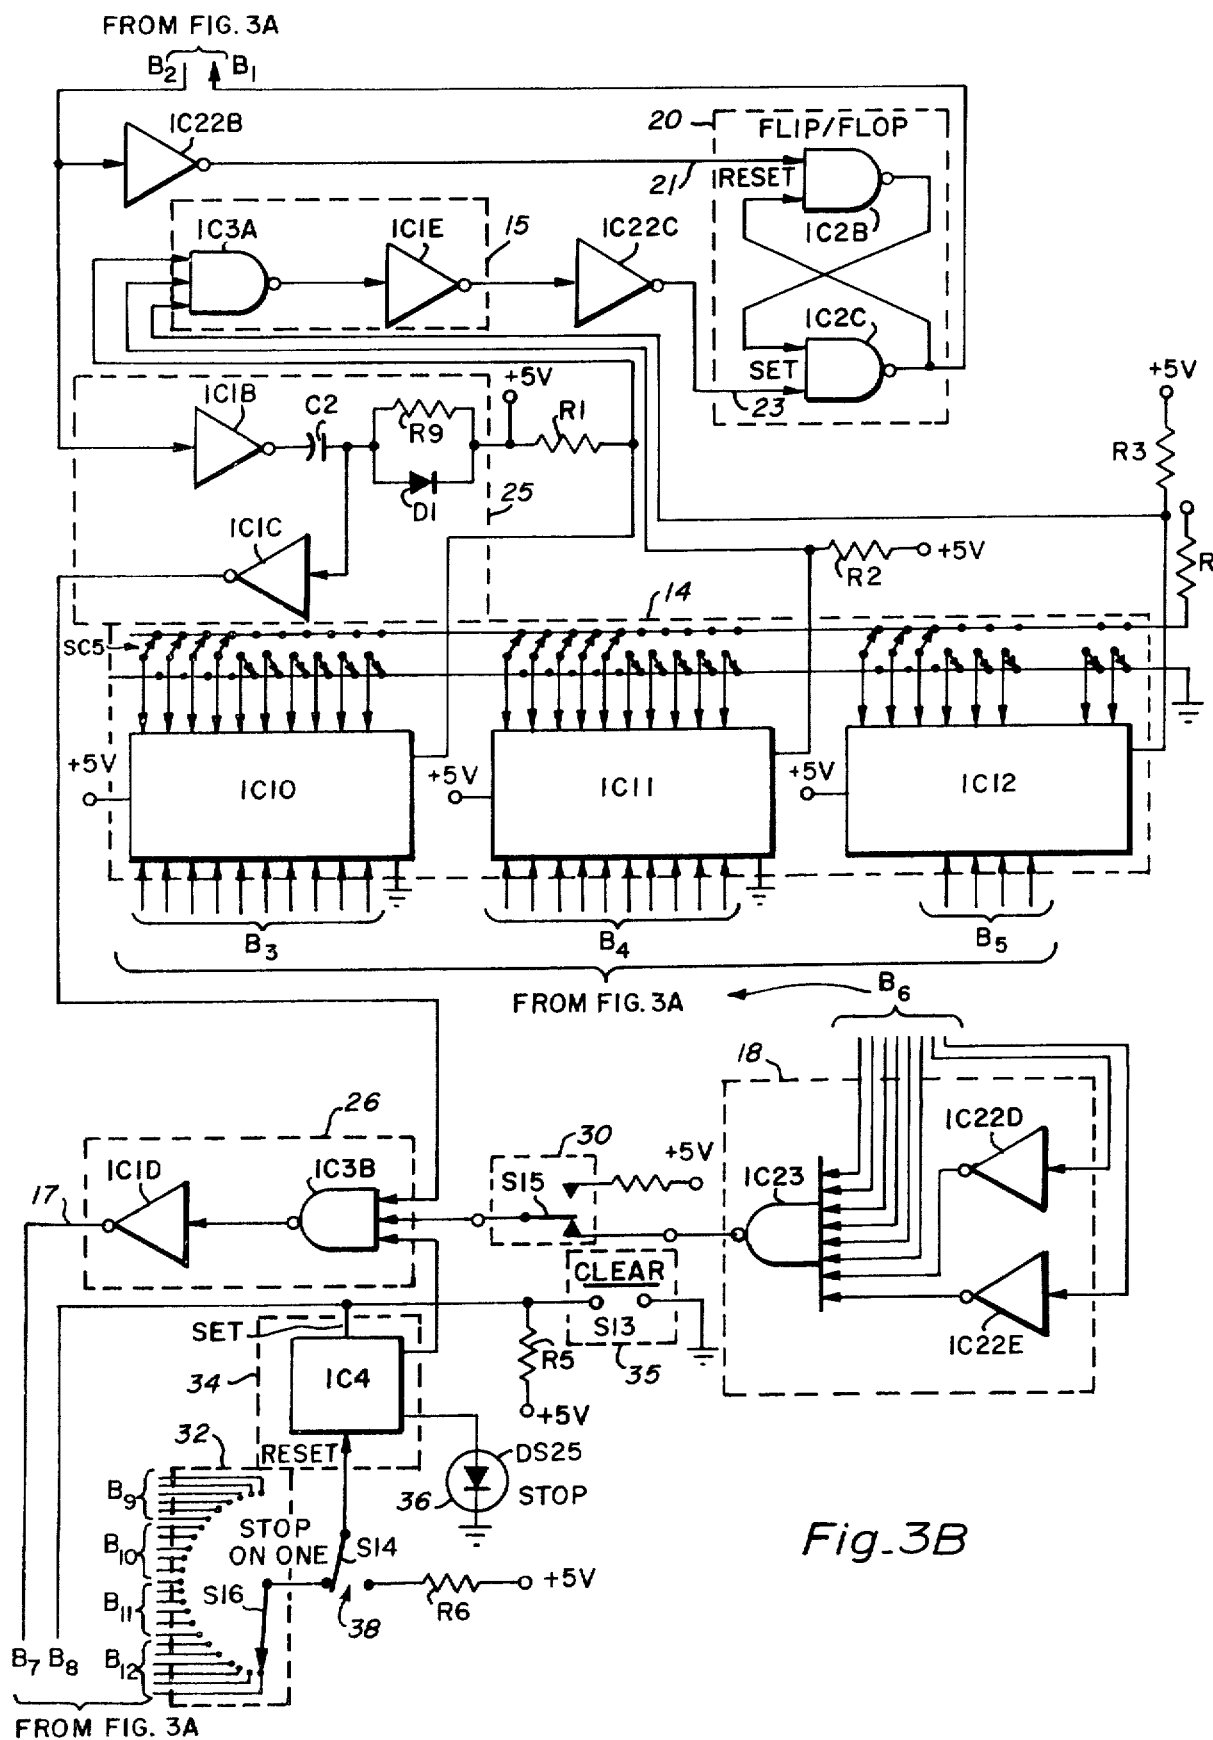 FROM FIG. 3A
B2 B1
IC22B
20
FLIP/FLOP
21
RESET
IC2B
IC3A
IC1E
15
IC22C
IC2C
SET
23
+5V
IC1B
C2
R9
D1
+5V
R1
25
R3
IC1C
R2
+5V
R
14
SC5
+5V
IC10
+5V
IC11
+5V
IC12
B3
B4
B5
FROM FIG. 3A
B6
18
26
30
+5V
IC22D
IC1D
IC3B
S15
IC23
17
CLEAR
S13
IC22E
SET
R5
35
34
IC4
+5V
32
RESET
DS25
36
STOP
B9
STOP
ON ONE
S14
B10
S16
+5V
R6
B11
38
B12
B7 B8
FROM FIG. 3A
Fig_3B